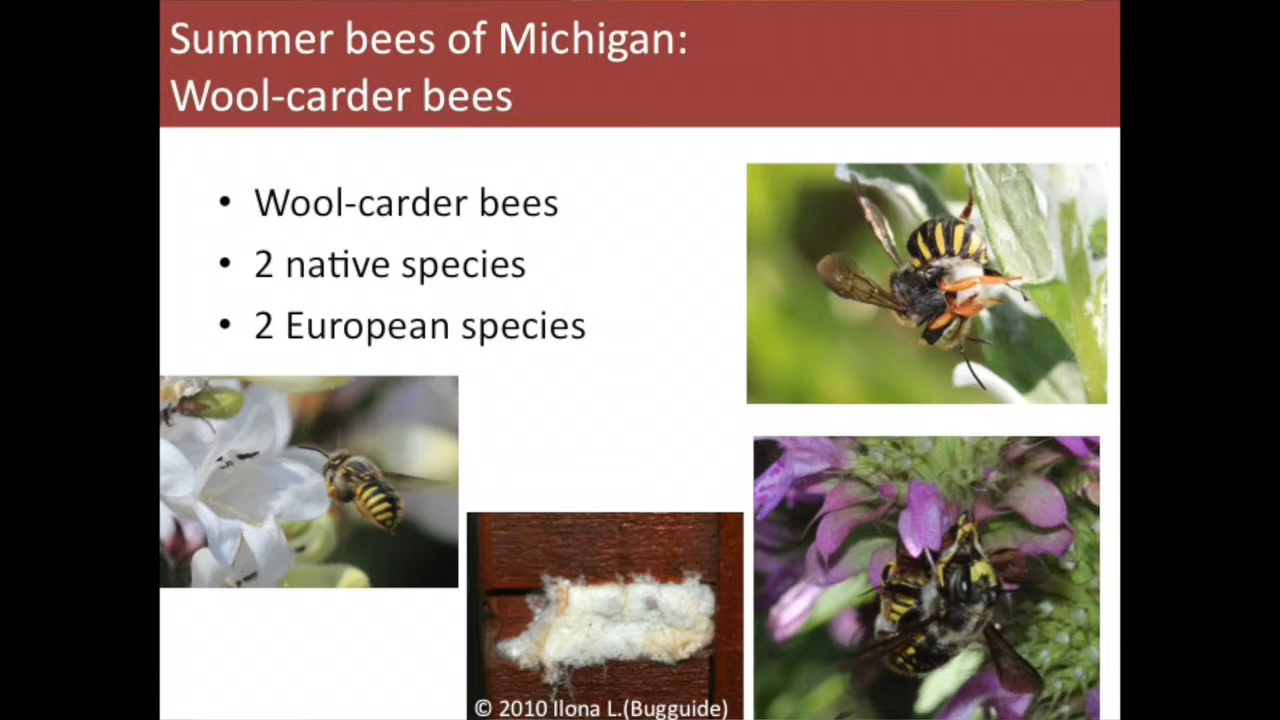 Summer bees of Michigan:
Wool-carder bees
• Wool-carder bees
• 2 native species
• 2 European species
© 2010 Ilona L.(Bugguide)